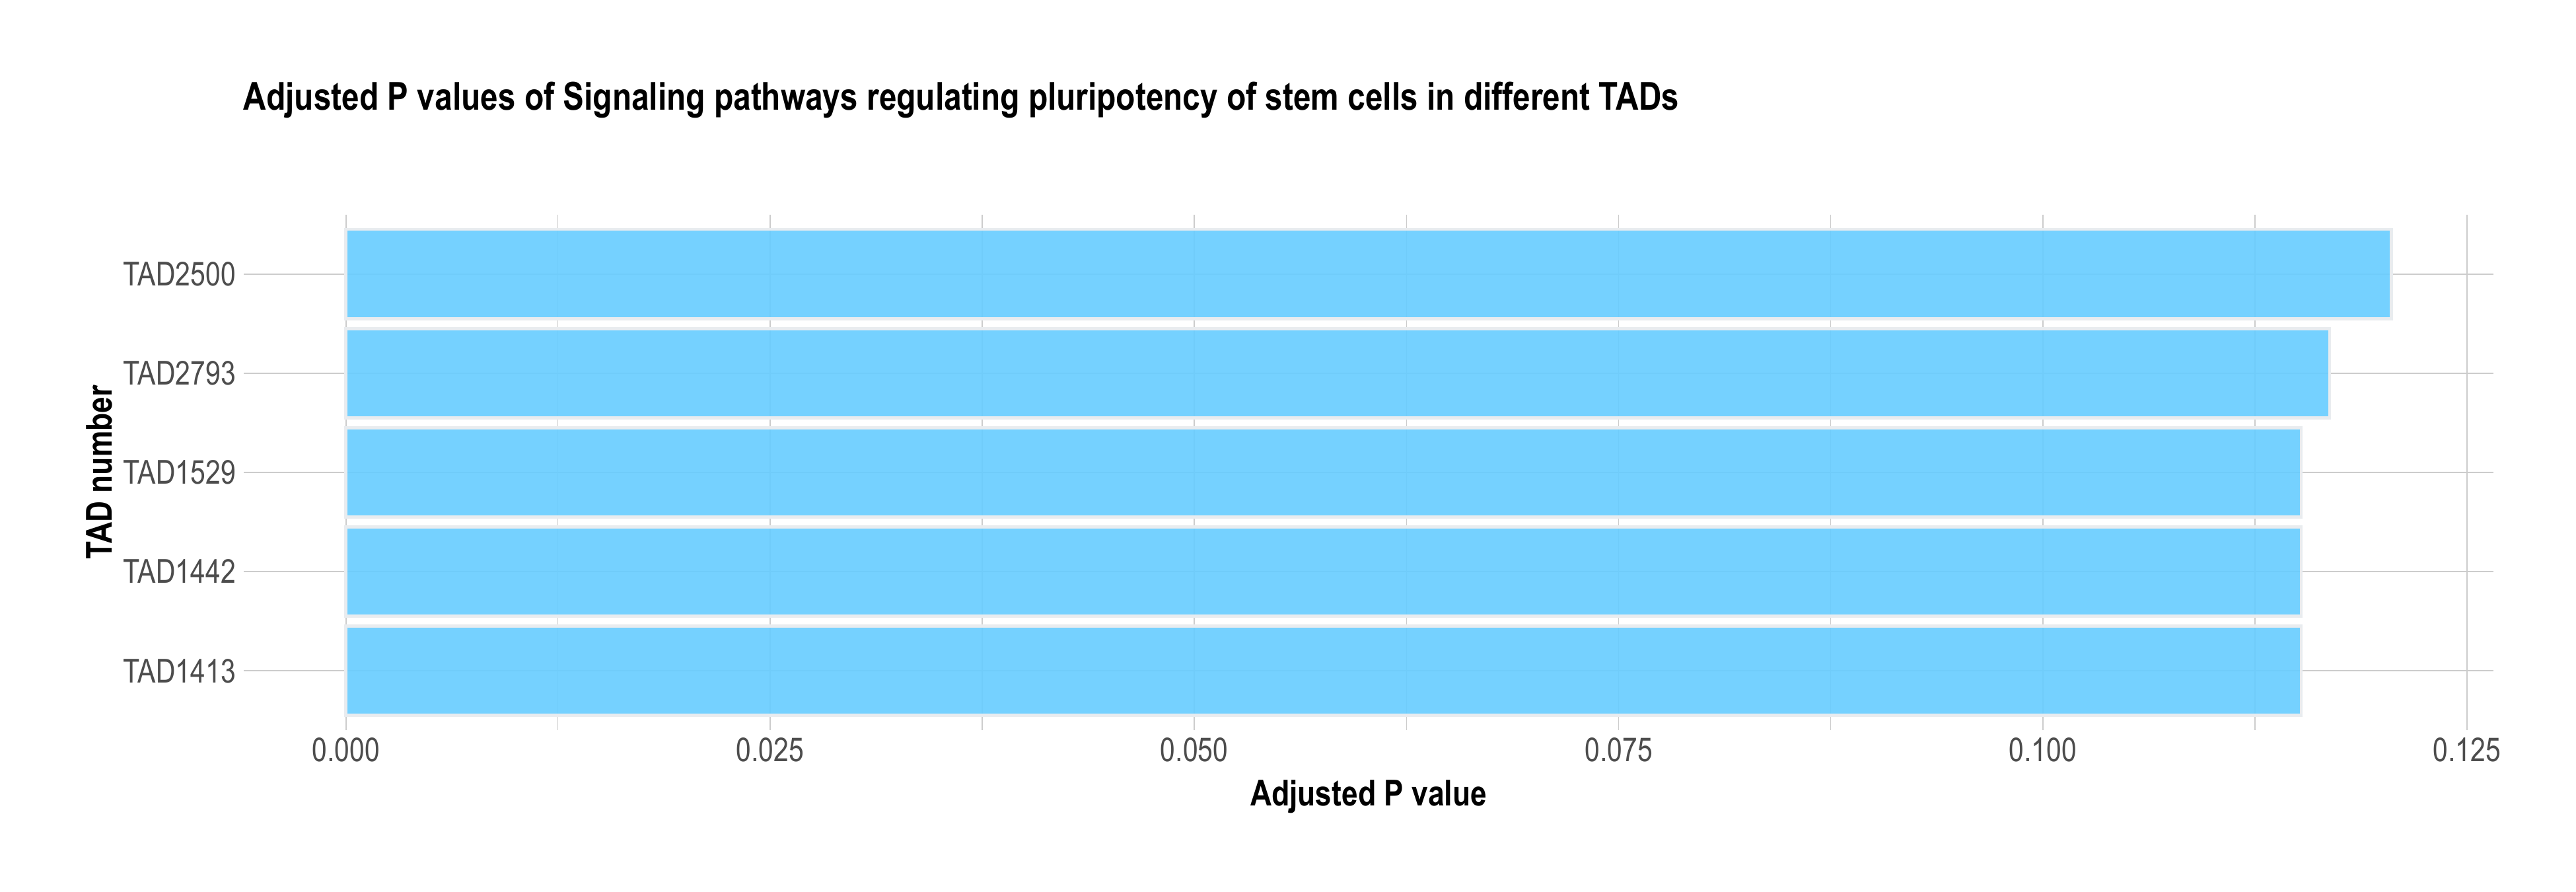 Adjusted P values of Signaling pathways regulating pluripotency of stem cells in different TADs
TAD number
TAD2500
TAD2793
TAD1529
TAD1442
TAD1413
0.000 0.025 0.050 0.075 0.100 0.125
Adjusted P value